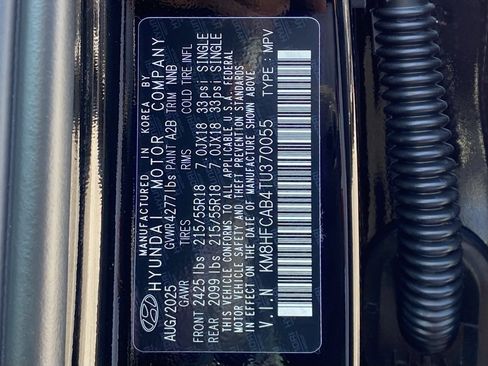 MANUFACTURED IN KOREA BY
HYUNDAI MOTOR COMPANY
AUG/2025 GVWR 4277lbs PAINT A2B TRIM NNB
GAWR TIRES RIMS COLD TIRE INFL
FRONT 2425lbs 215/55R18 7.0JX18 33psi SINGLE
REAR 2099lbs 215/55R18 7.0JX18 33psi SINGLE
THIS VEHICLE CONFORMS TO ALL APPLICABLE U.S.A. FEDERAL
MOTOR VEHICLE SAFETY STANDARDS IN EFFECT ON THE
DATE OF MANUFACTURE SHOWN ABOVE.
V.I.N KM8HFCAB4TU370055 TYPE : MPV